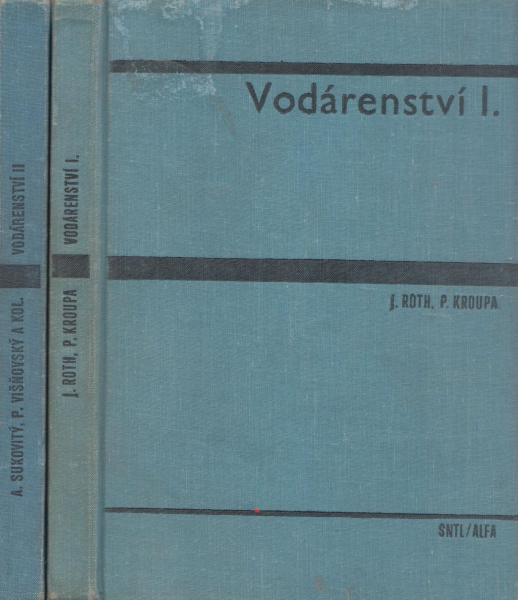 A. SUKOVITÝ, P. VIŠŇOVSKÝ A KOL. VODÁRENSTVÍ II
J. ROTH, P. KROUPA VODÁRENSTVÍ I.
Vodárenství I.
J. ROTH, P. KROUPA
SNTL/ALFA